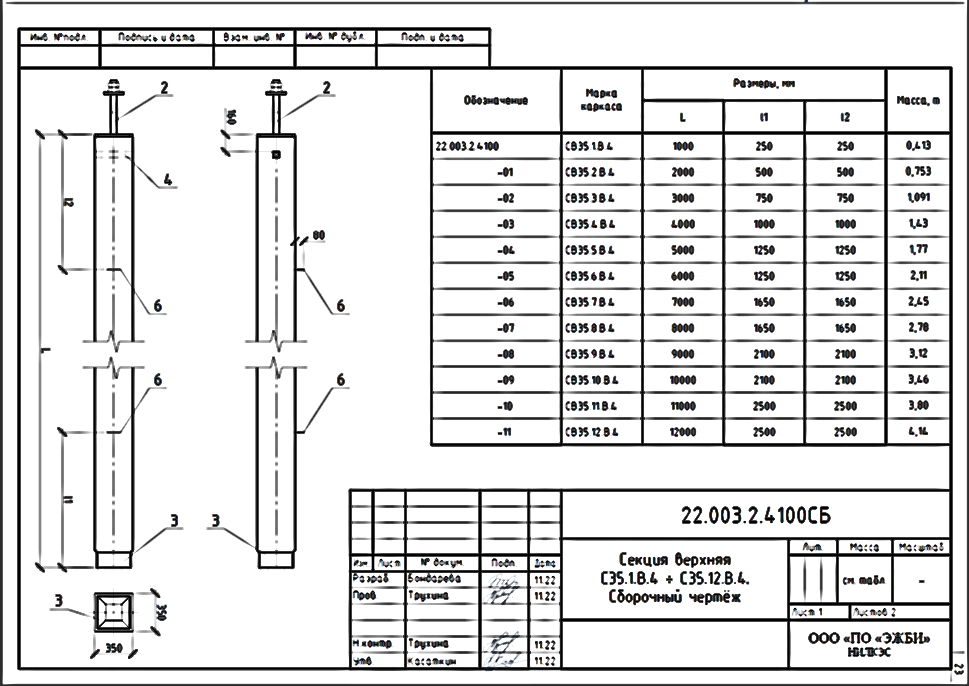 Инв. № подл. Подпись и дата Взам. инв. № Инв. № дубл. Подп. и дата
2
2
160
4
l2
80
6
6
L
6
6
l1
3
3
3
350
350
Обозначение Марка каркаса Размеры, мм Масса, т
L l1 l2
22.003.2.4100 СВ35.1.В.4 1000 250 250 0,413
-01 СВ35.2.В.4 2000 500 500 0,753
-02 СВ35.3.В.4 3000 750 750 1,091
-03 СВ35.4.В.4 4000 1000 1000 1,43
-04 СВ35.5.В.4 5000 1250 1250 1,77
-05 СВ35.6.В.4 6000 1250 1250 2,11
-06 СВ35.7.В.4 7000 1650 1650 2,45
-07 СВ35.8.В.4 8000 1650 1650 2,78
-08 СВ35.9.В.4 9000 2100 2100 3,12
-09 СВ35.10.В.4 10000 2100 2100 3,46
-10 СВ35.11.В.4 11000 2500 2500 3,80
-11 СВ35.12.В.4 12000 2500 2500 4,14
22.003.2.4100СБ
Изм Лист № докум. Подп. Дата
Разраб. Бондарева 11.22
Пров. Трухина 11.22
Н.контр. Трухина 11.22
Утв. Касаткин 11.22
Секция верхняя
С35.1.В.4 ÷ С35.12.В.4.
Сборочный чертёж
Лит. Масса Масштаб
см. табл. -
Лист 1 Листов 2
ООО «ПО «ЭЖБИ»
НИЛКЭС
23